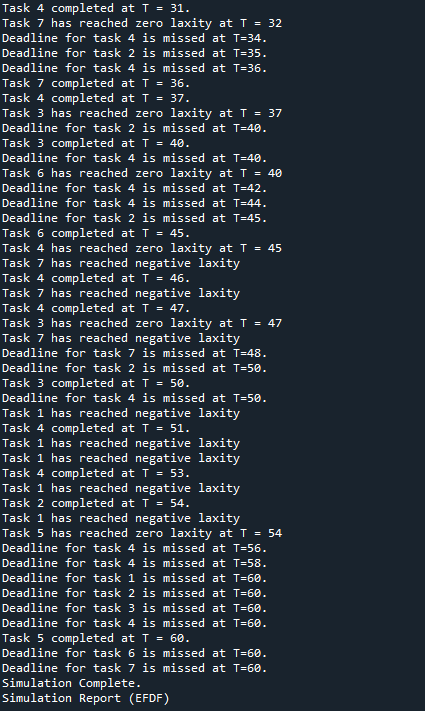 Task 4 completed at T = 31.
Task 7 has reached zero laxity at T = 32
Deadline for task 4 is missed at T=34.
Deadline for task 2 is missed at T=35.
Deadline for task 4 is missed at T=36.
Task 7 completed at T = 36.
Task 4 completed at T = 37.
Task 3 has reached zero laxity at T = 37
Deadline for task 2 is missed at T=40.
Task 3 completed at T = 40.
Deadline for task 4 is missed at T=40.
Task 6 has reached zero laxity at T = 40
Deadline for task 4 is missed at T=42.
Deadline for task 4 is missed at T=44.
Deadline for task 2 is missed at T=45.
Task 6 completed at T = 45.
Task 4 has reached zero laxity at T = 45
Task 7 has reached negative laxity
Task 4 completed at T = 46.
Task 7 has reached negative laxity
Task 4 completed at T = 47.
Task 3 has reached zero laxity at T = 47
Task 7 has reached negative laxity
Deadline for task 7 is missed at T=48.
Deadline for task 2 is missed at T=50.
Task 3 completed at T = 50.
Deadline for task 4 is missed at T=50.
Task 1 has reached negative laxity
Task 4 completed at T = 51.
Task 1 has reached negative laxity
Task 1 has reached negative laxity
Task 4 completed at T = 53.
Task 1 has reached negative laxity
Task 2 completed at T = 54.
Task 1 has reached negative laxity
Task 5 has reached zero laxity at T = 54
Deadline for task 4 is missed at T=56.
Deadline for task 4 is missed at T=58.
Deadline for task 1 is missed at T=60.
Deadline for task 2 is missed at T=60.
Deadline for task 3 is missed at T=60.
Deadline for task 4 is missed at T=60.
Task 5 completed at T = 60.
Deadline for task 6 is missed at T=60.
Deadline for task 7 is missed at T=60.
Simulation Complete.
Simulation Report (EFDF)